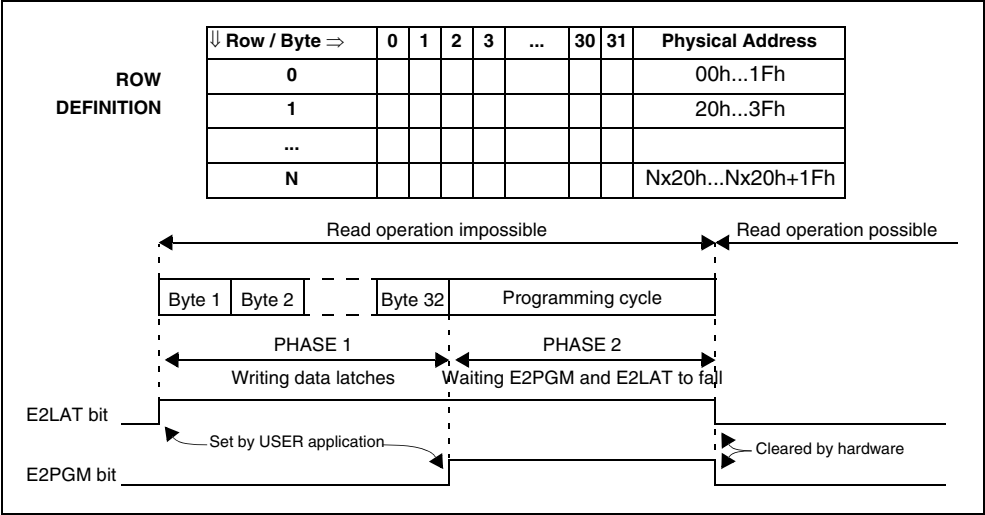 ⇓ Row / Byte ⇒ 0 1 2 3 ... 30 31 Physical Address
ROW DEFINITION
0 00h...1Fh
1 20h...3Fh
...
N Nx20h...Nx20h+1Fh
Read operation impossible
Read operation possible
Byte 1 Byte 2 Byte 32 Programming cycle
PHASE 1 PHASE 2
Writing data latches Waiting E2PGM and E2LAT to fall
E2LAT bit
Set by USER application
Cleared by hardware
E2PGM bit